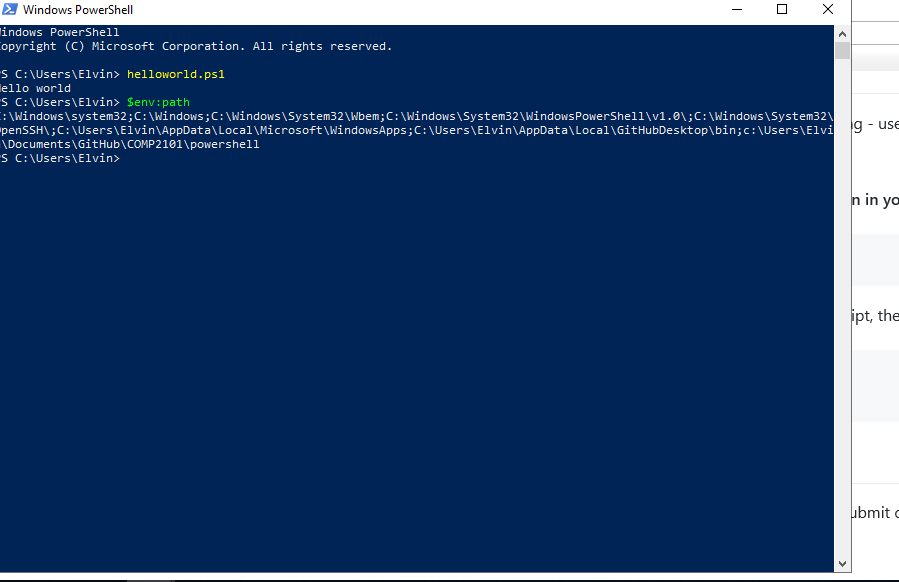 Windows PowerShell
indows PowerShell
opyright (C) Microsoft Corporation. All rights reserved.
S C:\Users\Elvin> helloworld.ps1
ello world
S C:\Users\Elvin> $env:path
:\Windows\system32;C:\Windows;C:\Windows\System32\Wbem;C:\Windows\System32\WindowsPowerShell\v1.0\;C:\Windows\System32\
penSSH\;C:\Users\Elvin\AppData\Local\Microsoft\WindowsApps;C:\Users\Elvin\AppData\Local\GitHubDesktop\bin;c:\Users\Elvi
\Documents\GitHub\COMP2101\powershell
S C:\Users\Elvin>
ng - use
n in yo
ipt, the
ubmit